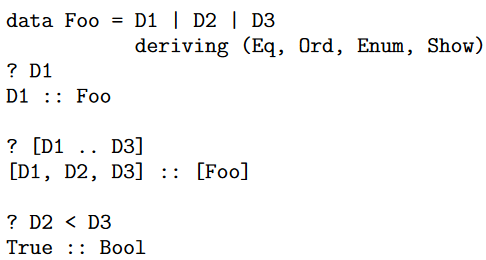 data Foo = D1 | D2 | D3
           deriving (Eq, Ord, Enum, Show)
? D1
D1 :: Foo

? [D1 .. D3]
[D1, D2, D3] :: [Foo]

? D2 < D3
True :: Bool